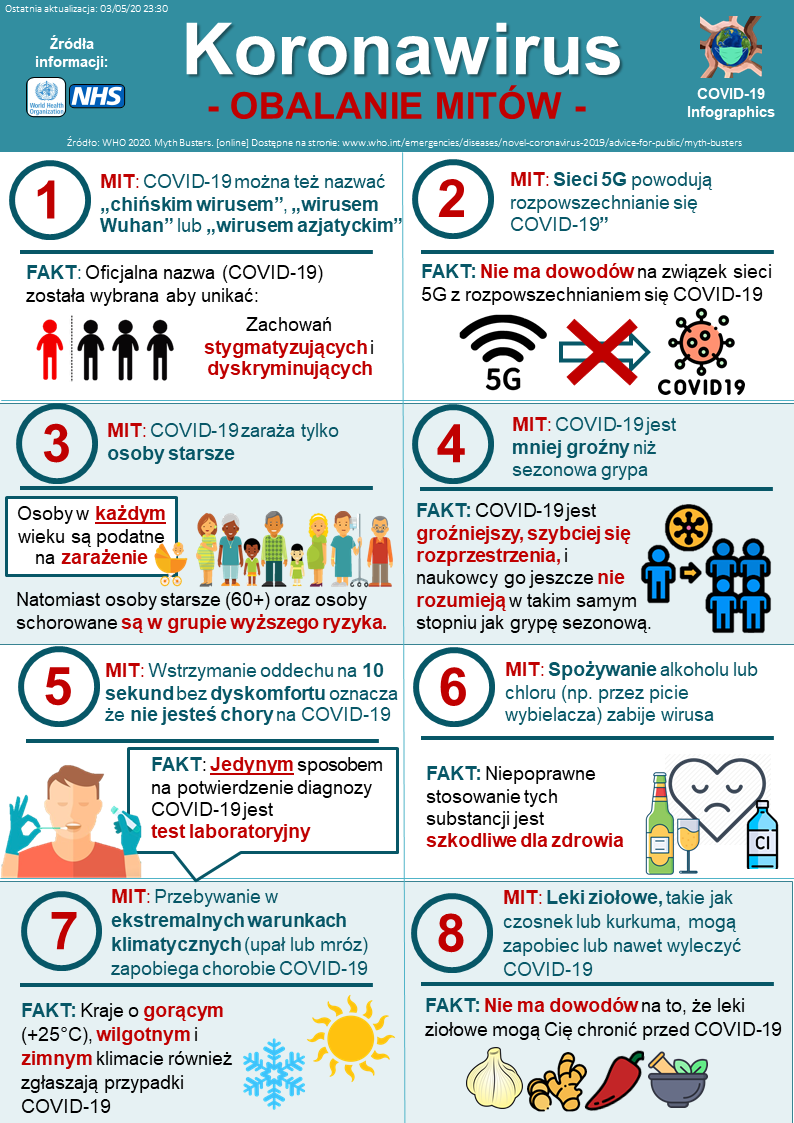 Ostatnia aktualizacja: 03/05/20 23:30
Źródła
informacji:
World Health
Organization
NHS
Koronawirus
- OBALANIE MITÓW -
COVID-19
Infographics
Źródło: WHO 2020. Myth Busters. [online] Dostępne na stronie: www.who.int/emergencies/diseases/novel-coronavirus-2019/advice-for-public/myth-busters
1
MIT: COVID-19 można też nazwać
„chińskim wirusem”, „wirusem
Wuhan” lub „wirusem azjatyckim”
FAKT: Oficjalna nazwa (COVID-19)
została wybrana aby unikać:
Zachowań
stygmatyzujących i
dyskryminujących
2
MIT: Sieci 5G powodują
rozpowszechnianie się
COVID-19”
FAKT: Nie ma dowodów na związek sieci
5G z rozpowszechnianiem się COVID-19
5G
COVID19
3
MIT: COVID-19 zaraża tylko
osoby starsze
Osoby w każdym
wieku są podatne
na zarażenie
Natomiast osoby starsze (60+) oraz osoby
schorowane są w grupie wyższego ryzyka.
4
MIT: COVID-19 jest
mniej groźny niż
sezonowa grypa
FAKT: COVID-19 jest
groźniejszy, szybciej się
rozprzestrzenia, i
naukowcy go jeszcze nie
rozumieją w takim samym
stopniu jak grypę sezonową.
5
MIT: Wstrzymanie oddechu na 10
sekund bez dyskomfortu oznacza
że nie jesteś chory na COVID-19
FAKT: Jedynym sposobem
na potwierdzenie diagnozy
COVID-19 jest
test laboratoryjny
6
MIT: Spożywanie alkoholu lub
chloru (np. przez picie
wybielacza) zabije wirusa
FAKT: Niepoprawne
stosowanie tych
substancji jest
szkodliwe dla zdrowia
Cl
7
MIT: Przebywanie w
ekstremalnych warunkach
klimatycznych (upał lub mróz)
zapobiega chorobie COVID-19
FAKT: Kraje o gorącym
(+25°C), wilgotnym i
zimnym klimacie również
zgłaszają przypadki
COVID-19
8
MIT: Leki ziołowe, takie jak
czosnek lub kurkuma, mogą
zapobiec lub nawet wyleczyć
COVID-19
FAKT: Nie ma dowodów na to, że leki
ziołowe mogą Cię chronić przed COVID-19